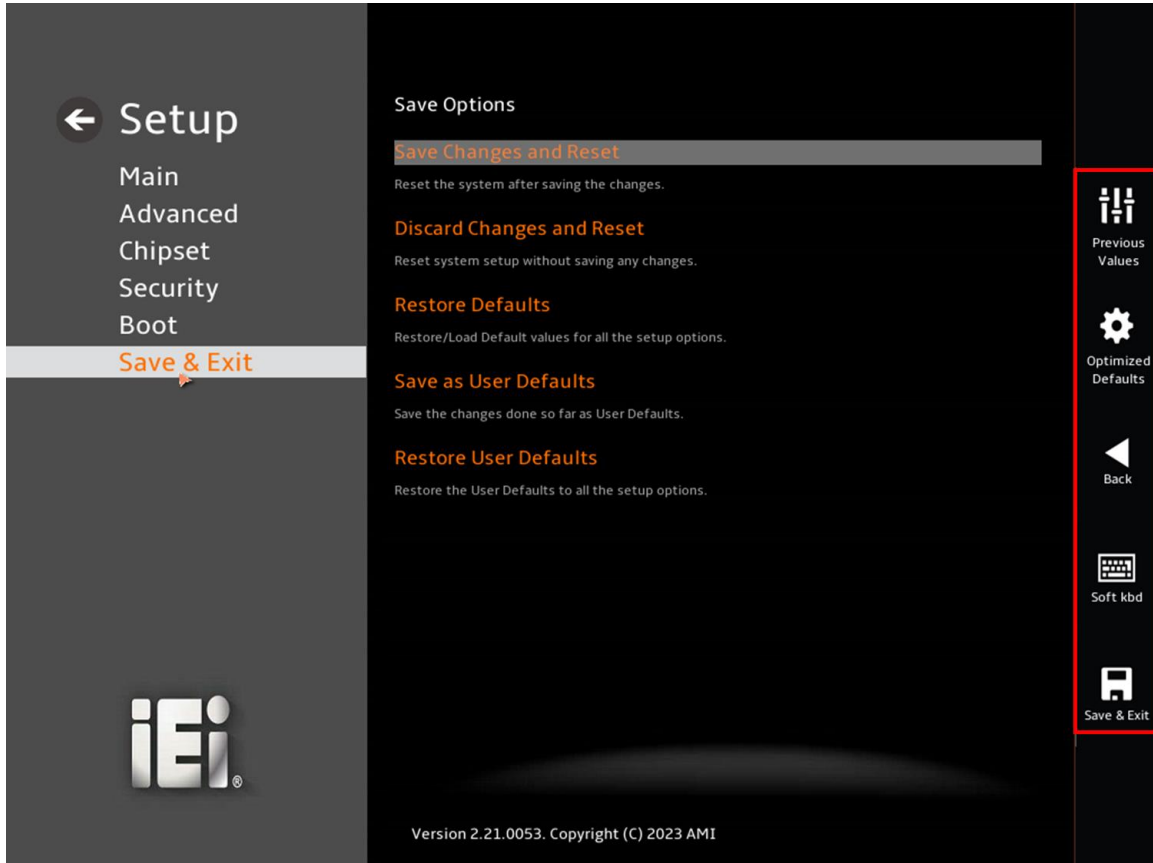 Setup
Main
Advanced
Chipset
Security
Boot
Save & Exit
iEi®
Save Options
Save Changes and Reset
Reset the system after saving the changes.
Discard Changes and Reset
Reset system setup without saving any changes.
Restore Defaults
Restore/Load Default values for all the setup options.
Save as User Defaults
Save the changes done so far as User Defaults.
Restore User Defaults
Restore the User Defaults to all the setup options.
Version 2.21.0053. Copyright (C) 2023 AMI
Previous
Values
Optimized
Defaults
Back
Soft kbd
Save & Exit